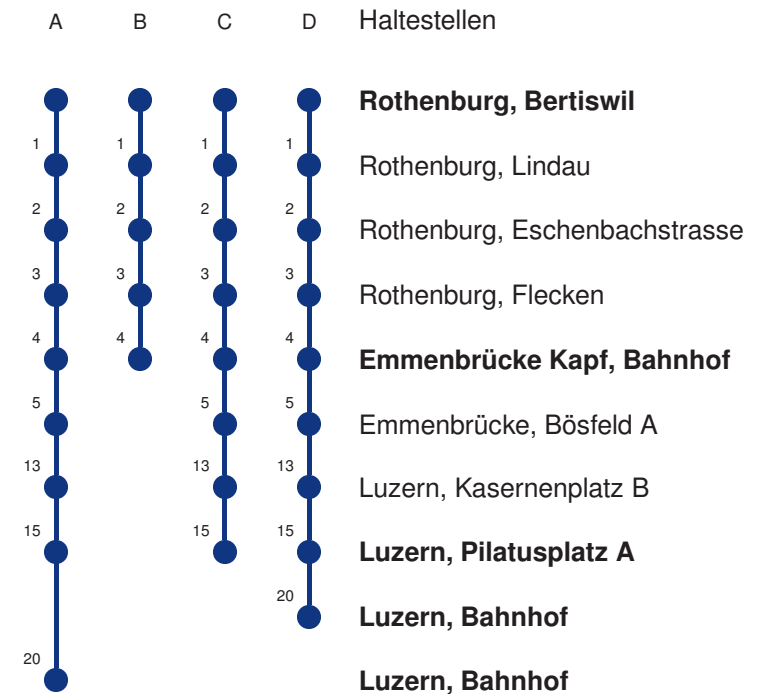 A B C D Haltestellen
Rothenburg, Bertiswil
1 1 1 1
Rothenburg, Lindau
2 2 2 2
Rothenburg, Eschenbachstrasse
3 3 3 3
Rothenburg, Flecken
4 4 4 4
Emmenbrücke Kapf, Bahnhof
5 5 5
Emmenbrücke, Bösfeld A
13 13 13
Luzern, Kasernenplatz B
15 15 15
Luzern, Pilatusplatz A
20
Luzern, Bahnhof
20
Luzern, Bahnhof